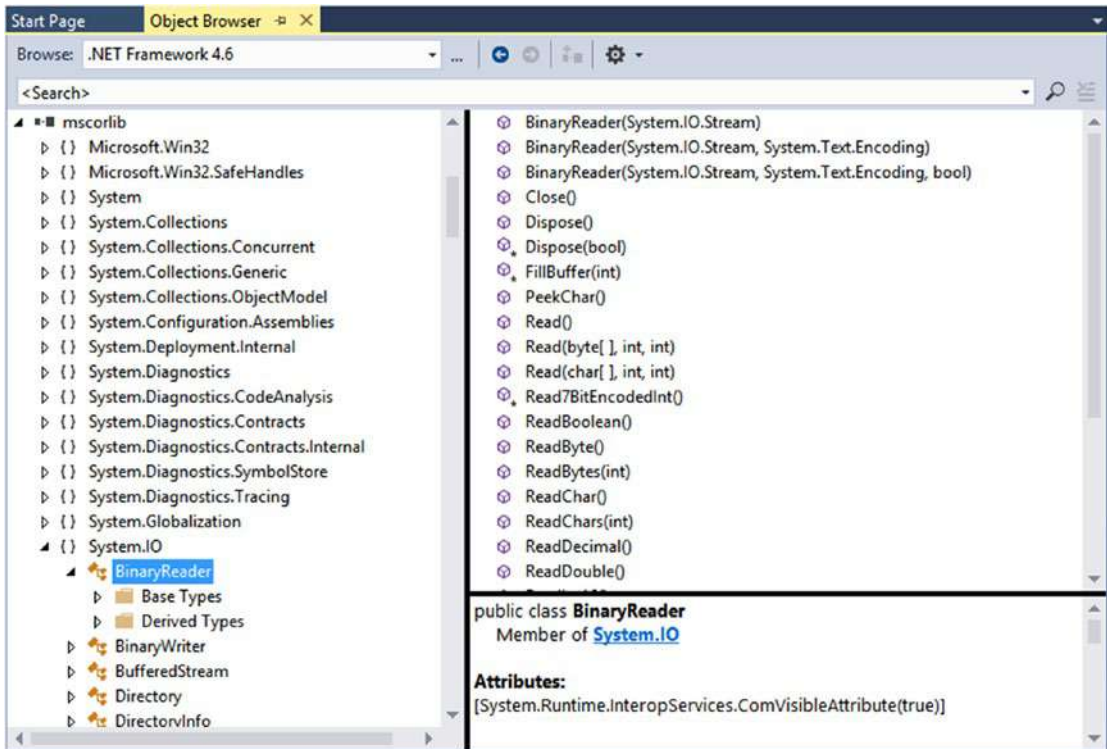 Start Page
Object Browser
Browse: .NET Framework 4.6
...
<Search>
mscorlib
{} Microsoft.Win32
{} Microsoft.Win32.SafeHandles
{} System
{} System.Collections
{} System.Collections.Concurrent
{} System.Collections.Generic
{} System.Collections.ObjectModel
{} System.Configuration.Assemblies
{} System.Deployment.Internal
{} System.Diagnostics
{} System.Diagnostics.CodeAnalysis
{} System.Diagnostics.Contracts
{} System.Diagnostics.Contracts.Internal
{} System.Diagnostics.SymbolStore
{} System.Diagnostics.Tracing
{} System.Globalization
{} System.IO
BinaryReader
Base Types
Derived Types
BinaryWriter
BufferedStream
Directory
DirectoryInfo
BinaryReader(System.IO.Stream)
BinaryReader(System.IO.Stream, System.Text.Encoding)
BinaryReader(System.IO.Stream, System.Text.Encoding, bool)
Close()
Dispose()
Dispose(bool)
FillBuffer(int)
PeekChar()
Read()
Read(byte[ ], int, int)
Read(char[ ], int, int)
Read7BitEncodedInt()
ReadBoolean()
ReadByte()
ReadBytes(int)
ReadChar()
ReadChars(int)
ReadDecimal()
ReadDouble()
public class BinaryReader
Member of System.IO
Attributes:
[System.Runtime.InteropServices.ComVisibleAttribute(true)]